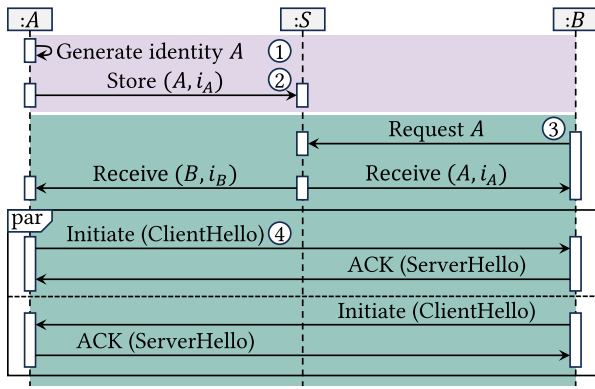 :A :S :B
Generate identity A ①
Store (A, i_A) ②
Request A ③
Receive (B, i_B) Receive (A, i_A)
par
Initiate (ClientHello) ④
ACK (ServerHello)
Initiate (ClientHello)
ACK (ServerHello)